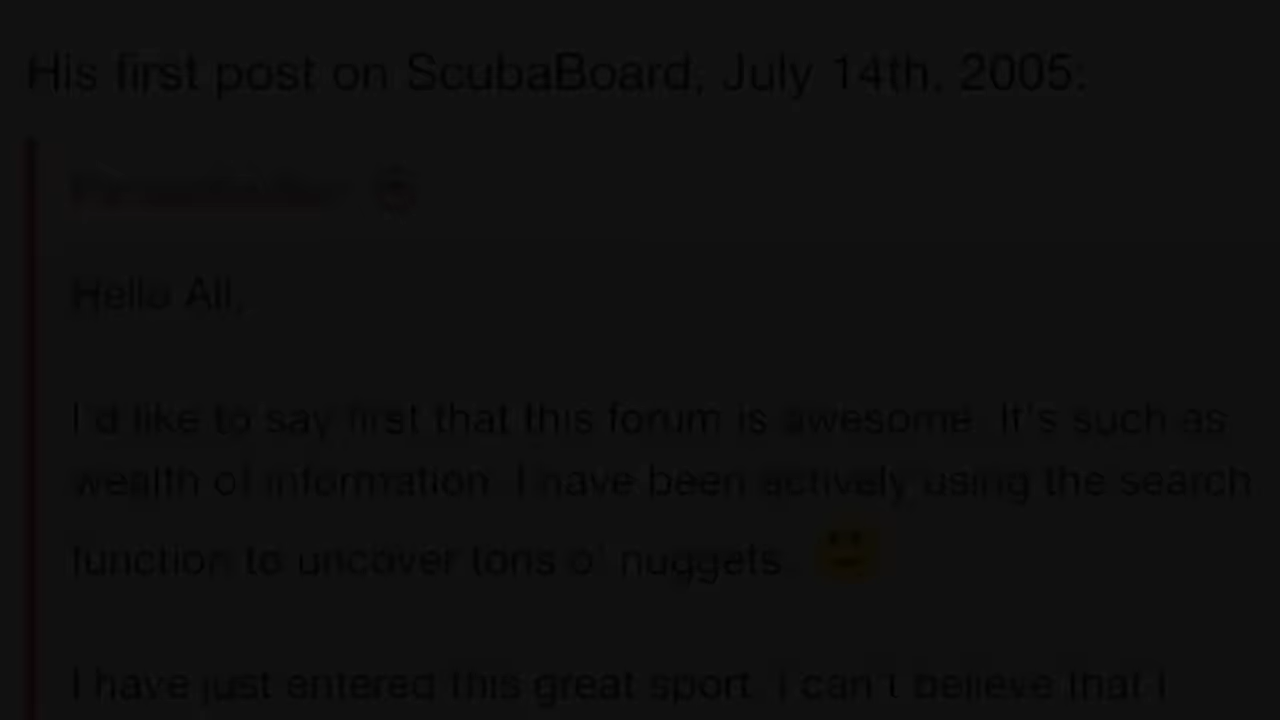 His first post on ScubaBoard, July 14th, 2005:
Hello All,
I'd like to say first that this forum is awesome. It's such as
wealth of information. I have been actively using the search
function to uncover tons o' nuggets.
I have just entered this great sport. I can't believe that I